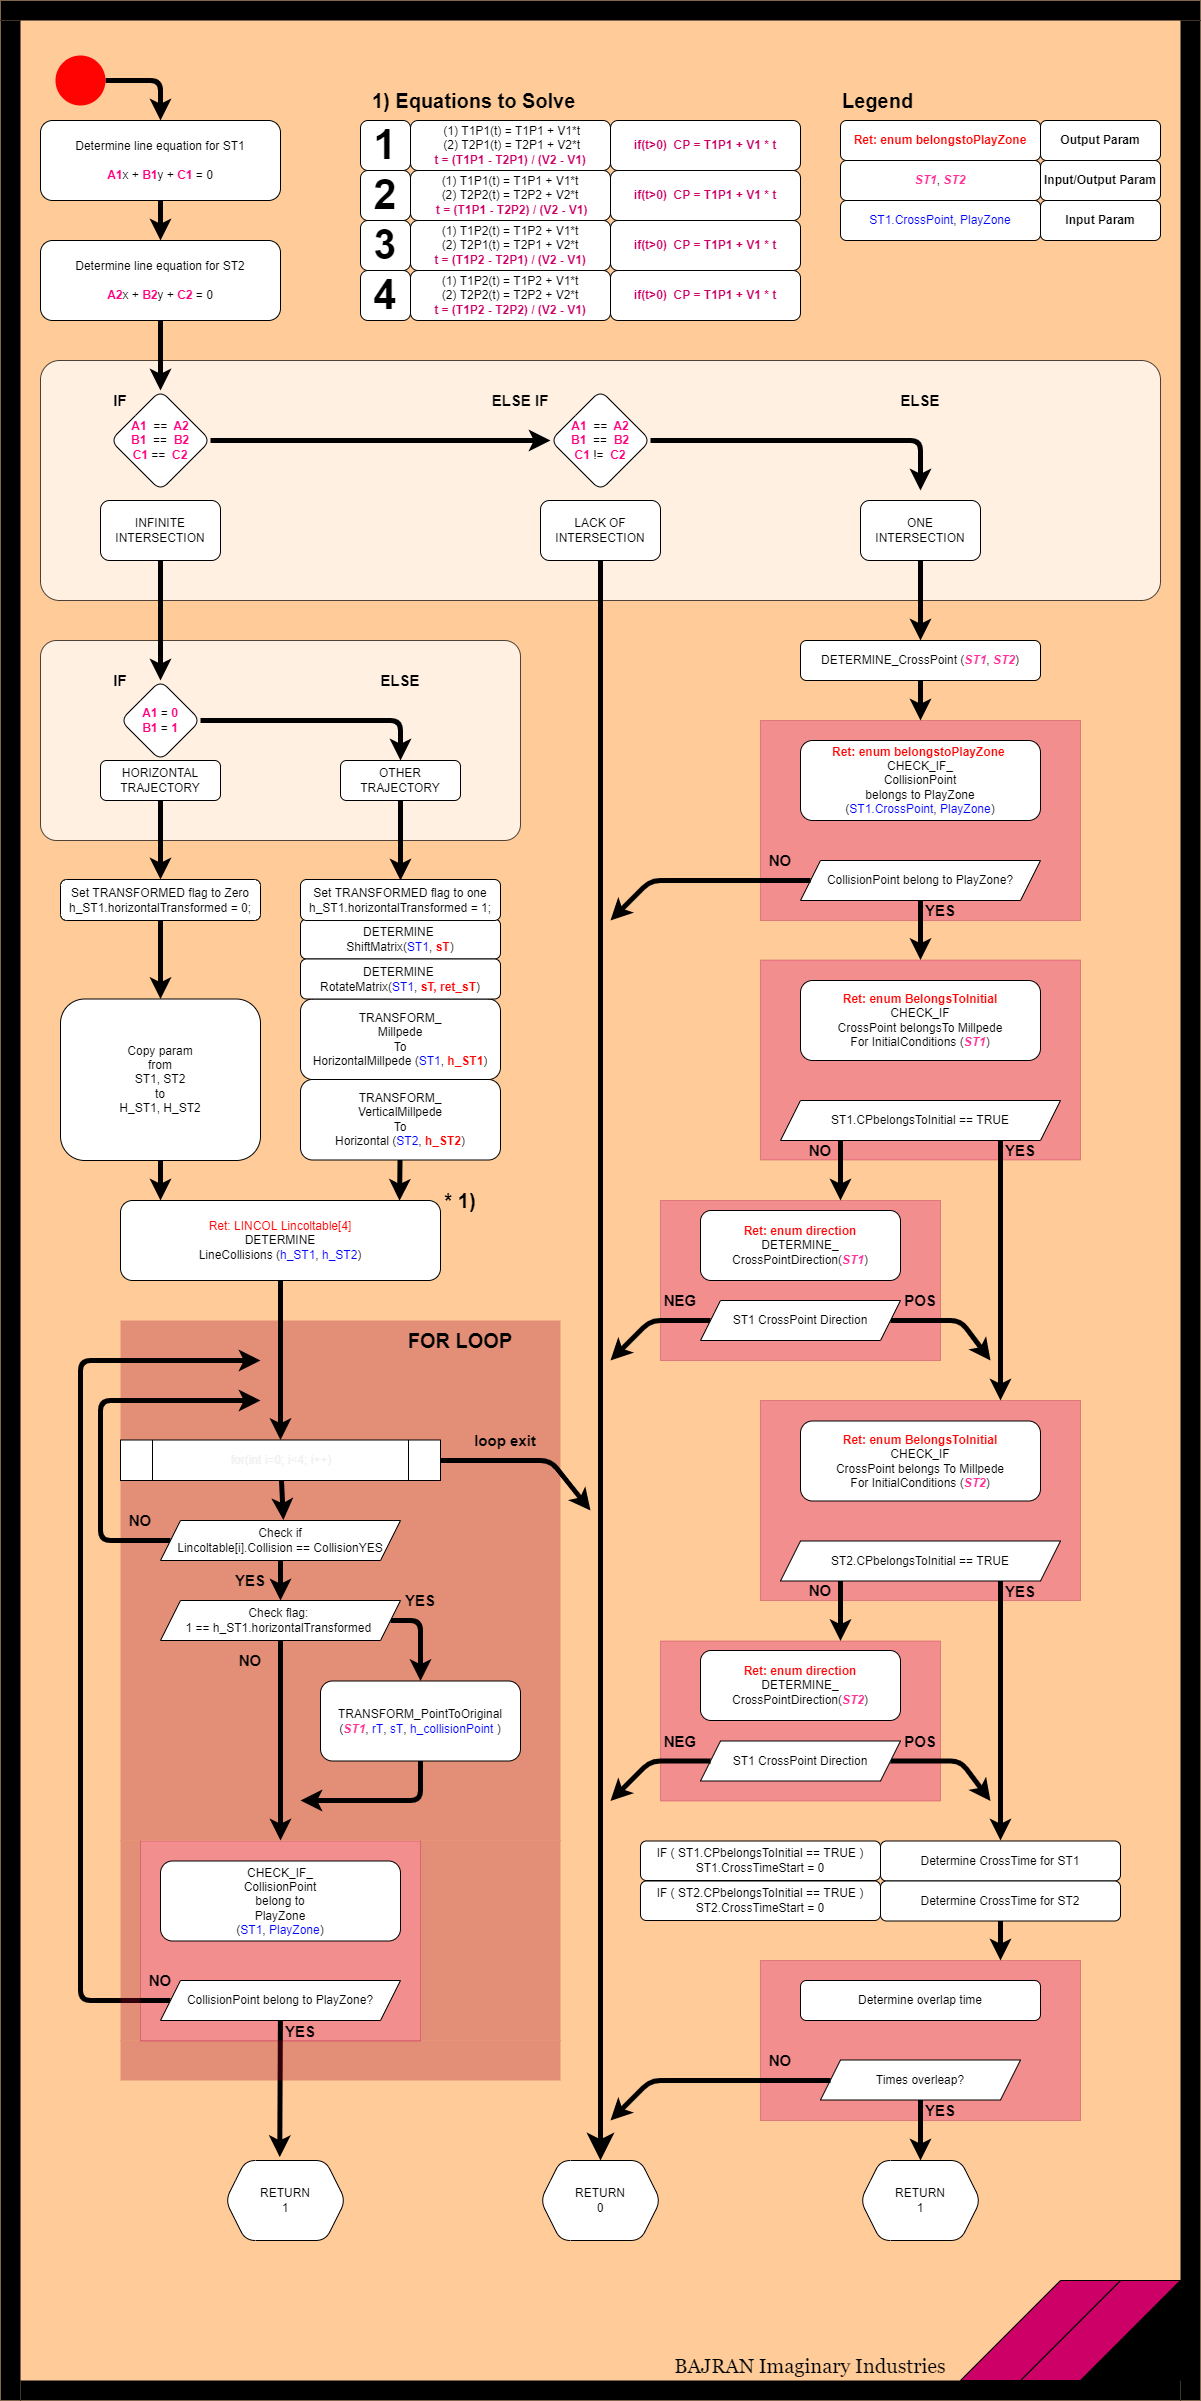 1) Equations to Solve
Legend
Determine line equation for ST1
A1x + B1y + C1 = 0
Determine line equation for ST2
A2x + B2y + C2 = 0
1
(1) T1P1(t) = T1P1 + V1*t
(2) T2P1(t) = T2P1 + V2*t
t = (T1P1 - T2P1) / (V2 - V1)
if(t>0) CP = T1P1 + V1 * t
2
(1) T1P1(t) = T1P1 + V1*t
(2) T2P2(t) = T2P2 + V2*t
t = (T1P1 - T2P2) / (V2 - V1)
if(t>0) CP = T1P1 + V1 * t
3
(1) T1P2(t) = T1P2 + V1*t
(2) T2P1(t) = T2P1 + V2*t
t = (T1P2 - T2P1) / (V2 - V1)
if(t>0) CP = T1P1 + V1 * t
4
(1) T1P2(t) = T1P2 + V1*t
(2) T2P2(t) = T2P2 + V2*t
t = (T1P2 - T2P2) / (V2 - V1)
if(t>0) CP = T1P1 + V1 * t
Ret: enum belongstoPlayZone
Output Param
ST1, ST2
Input/Output Param
ST1.CrossPoint, PlayZone
Input Param
IF
A1 == A2
B1 == B2
C1 == C2
ELSE IF
A1 == A2
B1 == B2
C1 != C2
ELSE
INFINITE
INTERSECTION
LACK OF
INTERSECTION
ONE
INTERSECTION
IF
A1 = 0
B1 = 1
ELSE
HORIZONTAL
TRAJECTORY
OTHER
TRAJECTORY
Set TRANSFORMED flag to Zero
h_ST1.horizontalTransformed = 0;
Copy param
from
ST1, ST2
to
H_ST1, H_ST2
Set TRANSFORMED flag to one
h_ST1.horizontalTransformed = 1;
DETERMINE
ShiftMatrix(ST1, sT)
DETERMINE
RotateMatrix(ST1, sT, ret_sT)
TRANSFORM_
Millpede
To
HorizontalMillpede (ST1, h_ST1)
TRANSFORM_
VerticalMillpede
To
Horizontal (ST2, h_ST2)
* 1)
Ret: LINCOL Lincoltable[4]
DETERMINE
LineCollisions (h_ST1, h_ST2)
FOR LOOP
for(int i=0; i<4; i++)
loop exit
NO
Check if
Lincoltable[i].Collision == CollisionYES
YES
Check flag:
1 == h_ST1.horizontalTransformed
YES
NO
TRANSFORM_PointToOriginal
(ST1, rT, sT, h_collisionPoint )
CHECK_IF_
CollisionPoint
belong to
PlayZone
(ST1, PlayZone)
NO
CollisionPoint belong to PlayZone?
YES
RETURN
1
RETURN
0
DETERMINE_CrossPoint (ST1, ST2)
Ret: enum belongstoPlayZone
CHECK_IF_
CollisionPoint
belongs to PlayZone
(ST1.CrossPoint, PlayZone)
NO
CollisionPoint belong to PlayZone?
YES
Ret: enum BelongsToInitial
CHECK_IF
CrossPoint belongsTo Millpede
For InitialConditions (ST1)
ST1.CPbelongsToInitial == TRUE
NO
YES
Ret: enum direction
DETERMINE_
CrossPointDirection(ST1)
NEG
ST1 CrossPoint Direction
POS
Ret: enum BelongsToInitial
CHECK_IF
CrossPoint belongs To Millpede
For InitialConditions (ST2)
ST2.CPbelongsToInitial == TRUE
NO
YES
Ret: enum direction
DETERMINE_
CrossPointDirection(ST2)
NEG
ST1 CrossPoint Direction
POS
IF ( ST1.CPbelongsToInitial == TRUE )
ST1.CrossTimeStart = 0
Determine CrossTime for ST1
IF ( ST2.CPbelongsToInitial == TRUE )
ST2.CrossTimeStart = 0
Determine CrossTime for ST2
Determine overlap time
NO
Times overleap?
YES
RETURN
1
BAJRAN Imaginary Industries